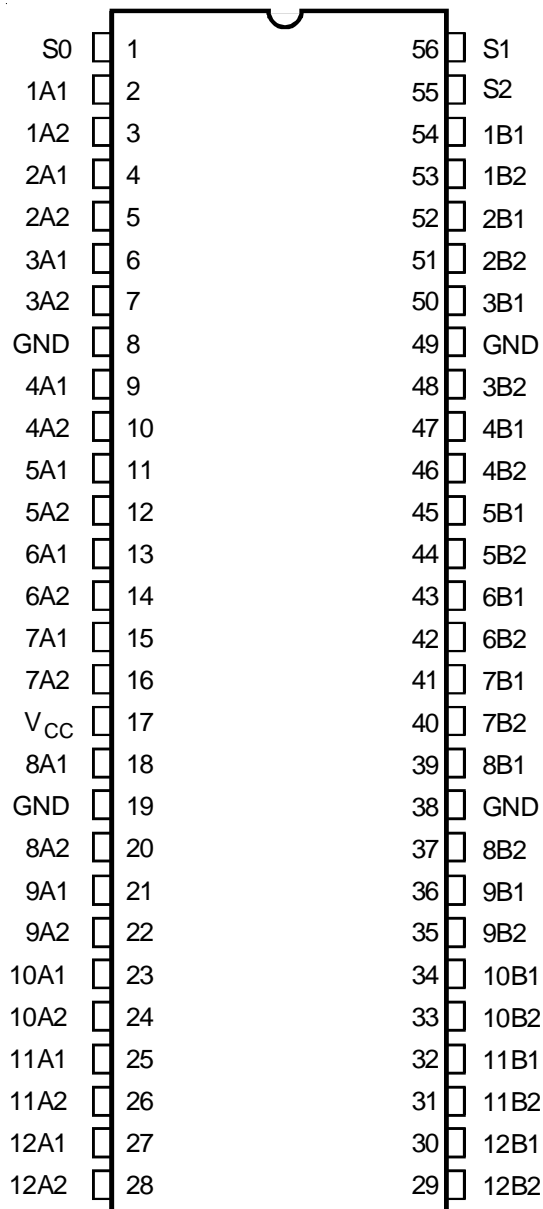 S0 1 56 S1
1A1 2 55 S2
1A2 3 54 1B1
2A1 4 53 1B2
2A2 5 52 2B1
3A1 6 51 2B2
3A2 7 50 3B1
GND 8 49 GND
4A1 9 48 3B2
4A2 10 47 4B1
5A1 11 46 4B2
5A2 12 45 5B1
6A1 13 44 5B2
6A2 14 43 6B1
7A1 15 42 6B2
7A2 16 41 7B1
VCC 17 40 7B2
8A1 18 39 8B1
GND 19 38 GND
8A2 20 37 8B2
9A1 21 36 9B1
9A2 22 35 9B2
10A1 23 34 10B1
10A2 24 33 10B2
11A1 25 32 11B1
11A2 26 31 11B2
12A1 27 30 12B1
12A2 28 29 12B2